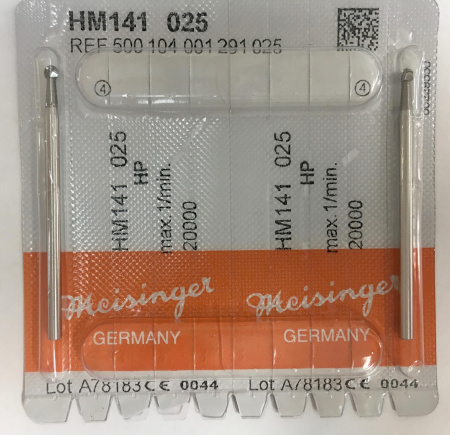 HM141 025
REF 500 104 001 291 025
4 4
HM141 025
HP
max.1/min.
20000
HM141 025
HP
max.1/min.
20000
Meisinger Meisinger
GERMANY GERMANY
Lot A78183 CE 0044 Lot A78183 CE 0044